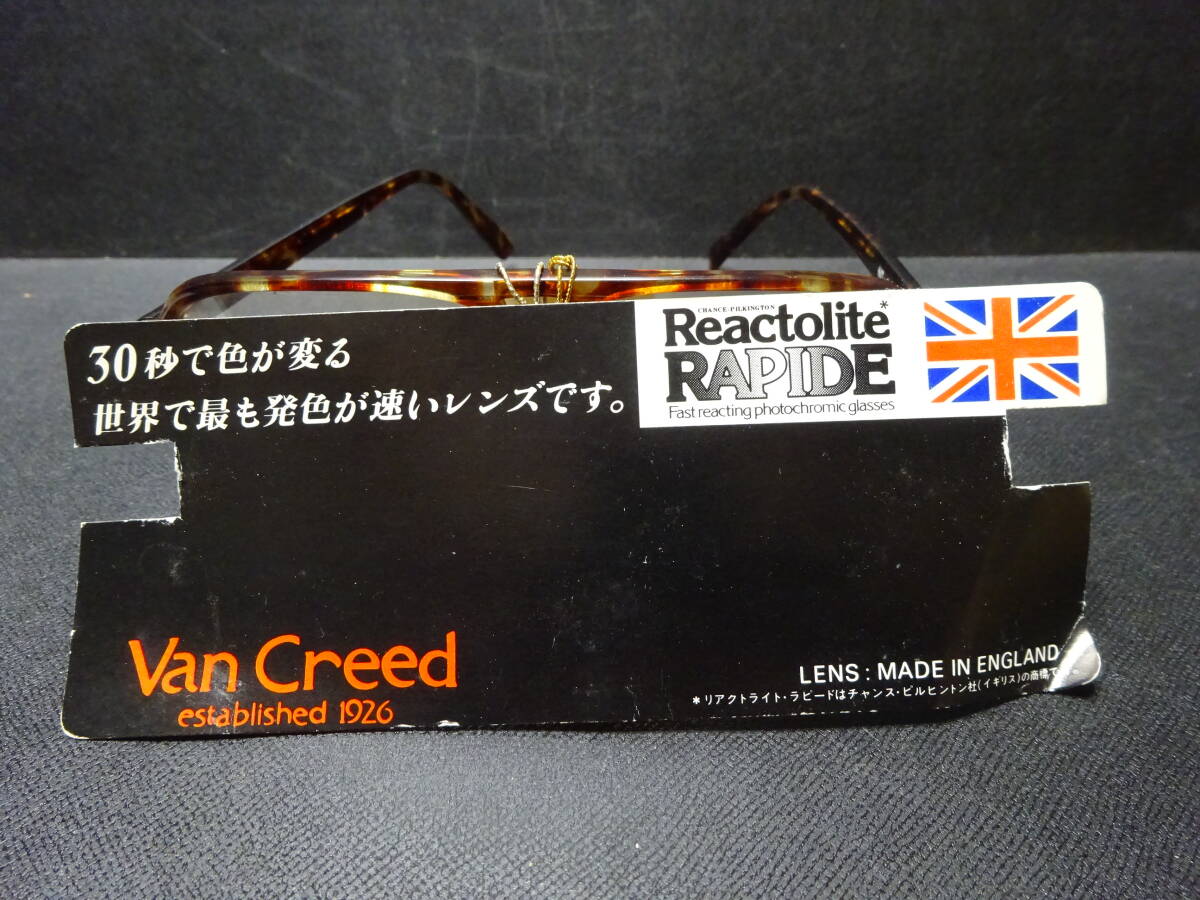 30秒で色が変る
世界で最も発色が速いレンズです。
CHANCE-PILKINGTON
Reactolite*
RAPIDE
Fast reacting photochromic glasses
Van Creed
established 1926
LENS: MADE IN ENGLAND
*リアクトライト・ラピードはチャンス・ピルヒントン社(イギリス)の商標で